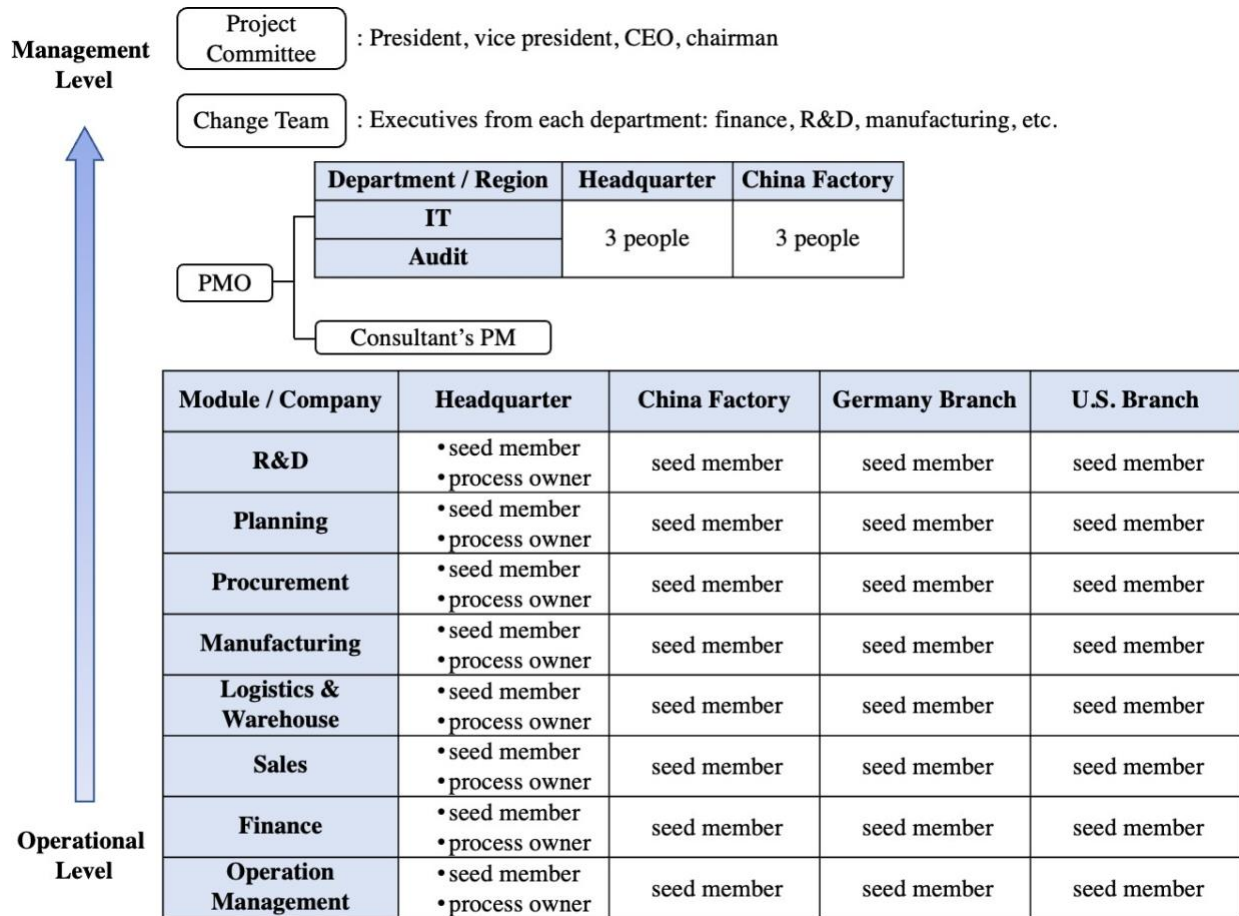 Management
Level
Project
Committee
: President, vice president, CEO, chairman
Change Team
: Executives from each department: finance, R&D, manufacturing, etc.
Department / Region Headquarter China Factory
IT
3 people 3 people
Audit
PMO
Consultant’s PM
Module / Company Headquarter China Factory Germany Branch U.S. Branch
R&D
•seed member
•process owner
seed member seed member seed member
Planning
•seed member
•process owner
seed member seed member seed member
Procurement
•seed member
•process owner
seed member seed member seed member
Manufacturing
•seed member
•process owner
seed member seed member seed member
Logistics &
Warehouse
•seed member
•process owner
seed member seed member seed member
Sales
•seed member
•process owner
seed member seed member seed member
Finance
•seed member
•process owner
seed member seed member seed member
Operation
Management
•seed member
•process owner
seed member seed member seed member
Operational
Level